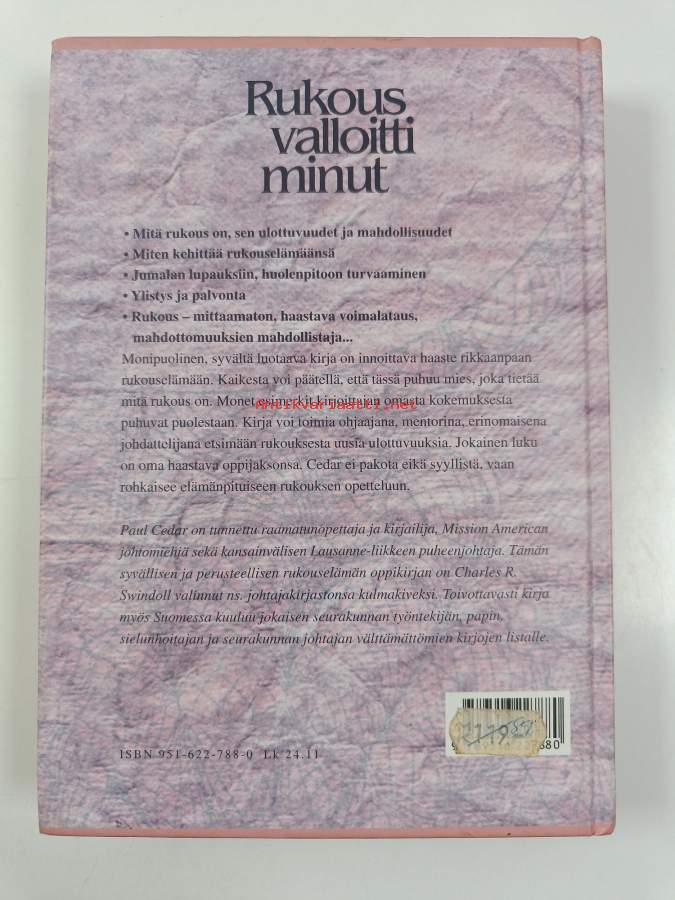 Rukous
valloitti
minut
• Mitä rukous on, sen ulottuvuudet ja mahdollisuudet
• Miten kehittää rukouselämäänsä
• Jumalan lupauksiin, huolenpitoon turvaaminen
• Ylistys ja palvonta
• Rukous – mittaamaton, haastava voimalataus,
mahdottomuuksien mahdollistaja...
Monipuolinen, syvältä luotaava kirja on innoittava haaste rikkaanpaan
rukouselämään. Kaikesta voi päätellä, että tässä puhuu mies, joka tietää
mitä rukous on. Monet esimerkit kirjoittajan omasta kokemuksesta
Antikvariaatti.net
puhuvat puolestaan. Kirja voi toimia ohjaajana, mentorina, erinomaisena
johdattelijana etsimään rukouksesta uusia ulottuvuuksia. Jokainen luku
on oma haastava oppijaksonsa. Cedar ei pakota eikä syyllistä, vaan
rohkaisee elämänpituiseen rukouksen opetteluun.
Paul Cedar on tunnettu raamatunopettaja ja kirjailija, Mission American
johtomiehiä sekä kansainvälisen Lausanne-liikkeen puheenjohtaja. Tämän
syvällisen ja perusteellisen rukouselämän oppikirjan on Charles R.
Swindoll valinnut ns. johtajakirjastonsa kulmakiveksi. Toivottavasti kirja
myös Suomessa kuuluu jokaisen seurakunnan työntekijän, papin,
sielunhoitajan ja seurakunnan johtajan välttämättömien kirjojen listalle.
ISBN 951-622-788-0 Lk 24.11